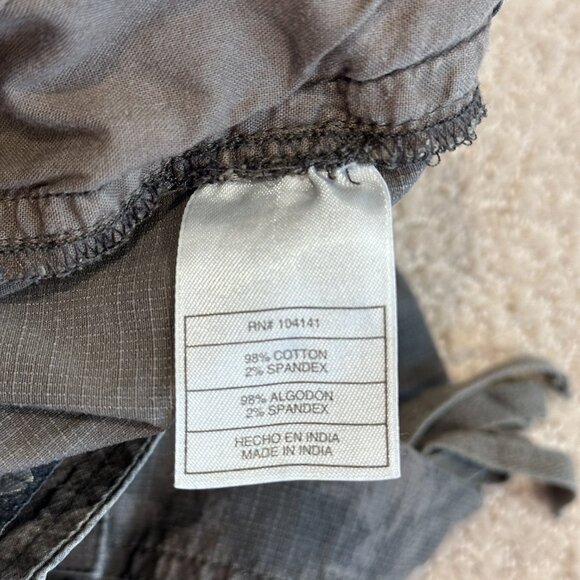 RN# 104141
98% COTTON
2% SPANDEX
98% ALGODON
2% SPANDEX
HECHO EN INDIA
MADE IN INDIA